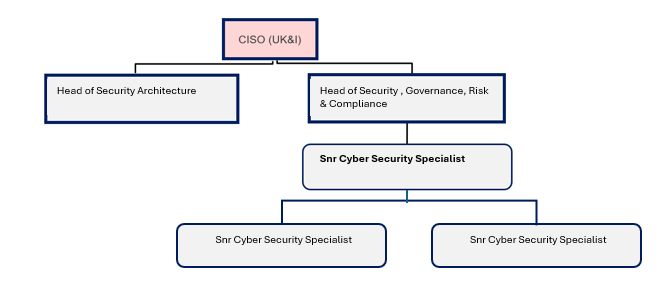 CISO (UK&I)
Head of Security Architecture
Head of Security , Governance, Risk
& Compliance
Snr Cyber Security Specialist
Snr Cyber Security Specialist
Snr Cyber Security Specialist